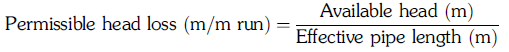 Permissible head loss (m/m run) = Available head (m)
Effective pipe length (m)